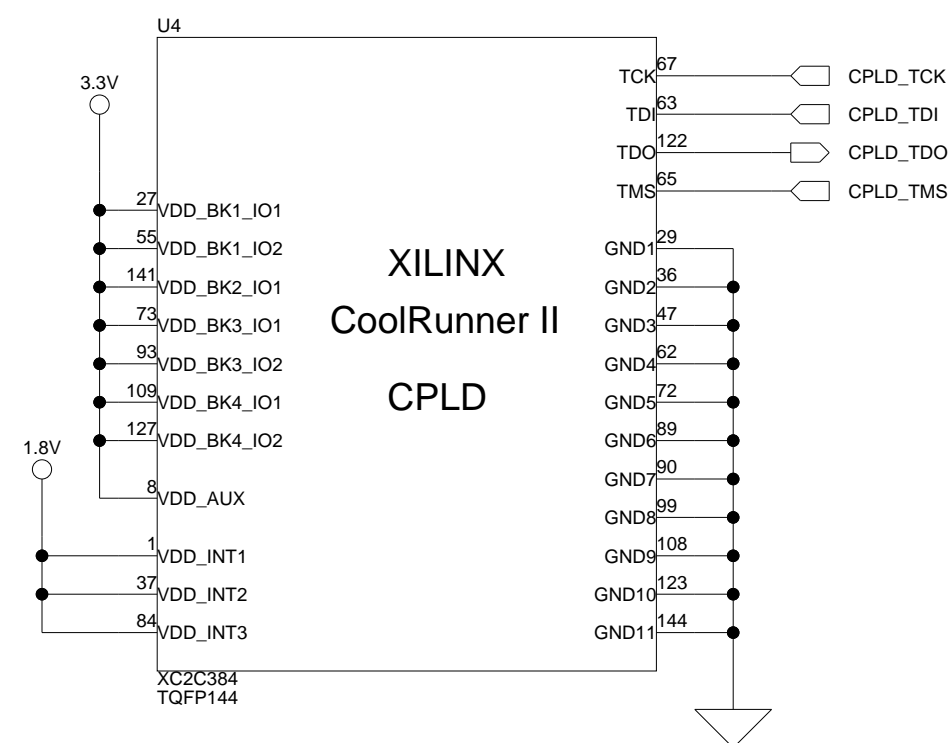 U4
3.3V
1.8V
27 VDD_BK1_IO1
55 VDD_BK1_IO2
141 VDD_BK2_IO1
73 VDD_BK3_IO1
93 VDD_BK3_IO2
109 VDD_BK4_IO1
127 VDD_BK4_IO2
8 VDD_AUX
1 VDD_INT1
37 VDD_INT2
84 VDD_INT3
XILINX
CoolRunner II
CPLD
TCK 67 CPLD_TCK
TDI 63 CPLD_TDI
TDO 122 CPLD_TDO
TMS 65 CPLD_TMS
GND1 29
GND2 36
GND3 47
GND4 62
GND5 72
GND6 89
GND7 90
GND8 99
GND9 108
GND10 123
GND11 144
XC2C384
TQFP144